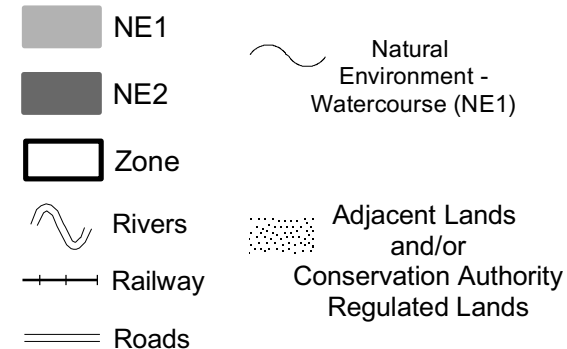 NE1
NE2
Zone
Rivers
Railway
Roads
Natural
Environment -
Watercourse (NE1)
Adjacent Lands
and/or
Conservation Authority
Regulated Lands